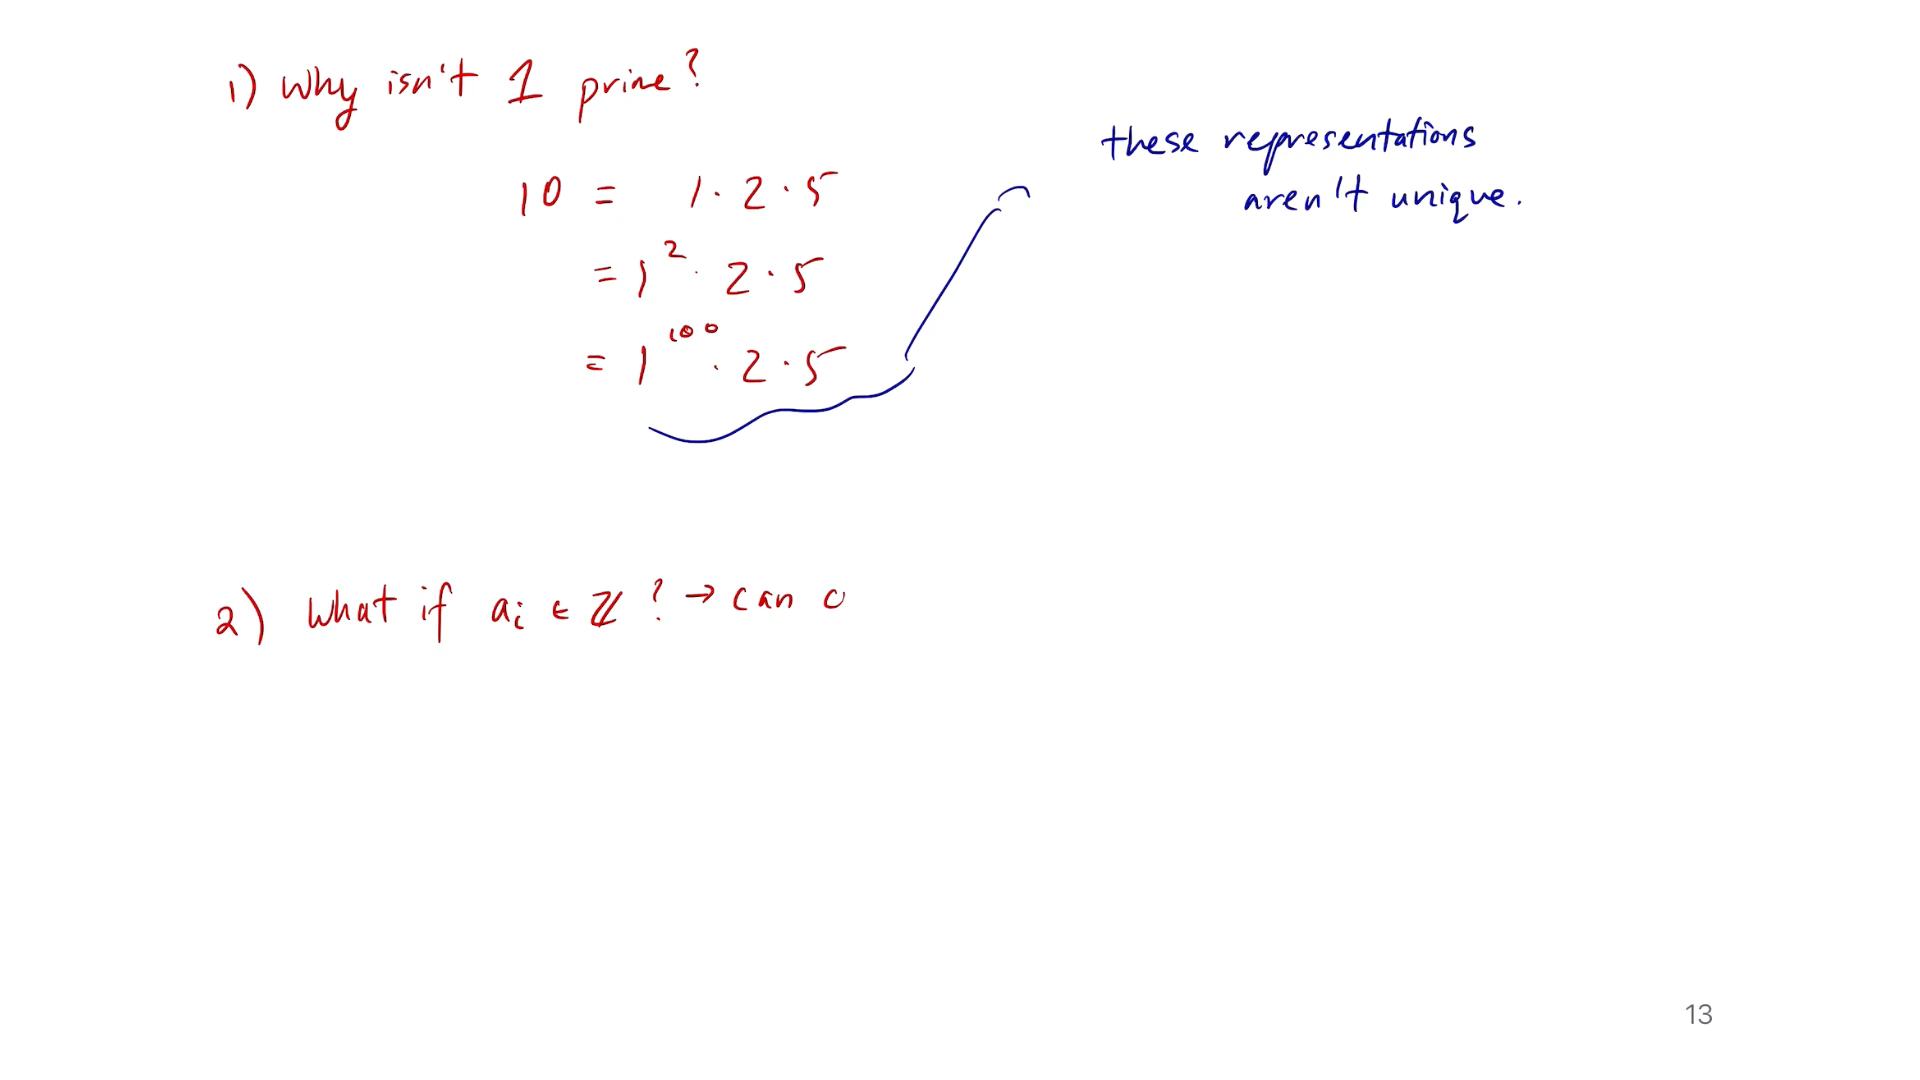 1) Why isn't 1 prime?
these representations
aren't unique.
10 = 1 · 2 · 5
= 1² · 2 · 5
= 1¹⁰⁰ · 2 · 5
2) What if aᵢ ∈ ℤ ? → can c
13